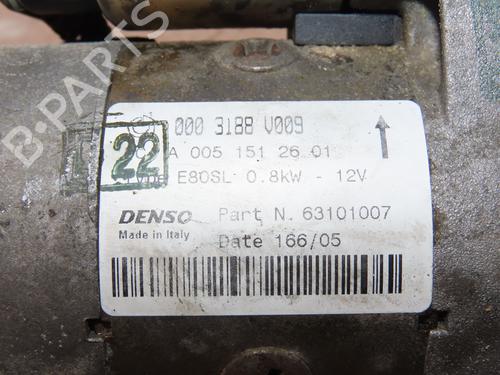 B-PARTS
000 3188 V009
22
A 005 151 26 01
Type E80SL 0.8kW - 12V
DENSO Part N. 63101007
Made in Italy Date 166/05